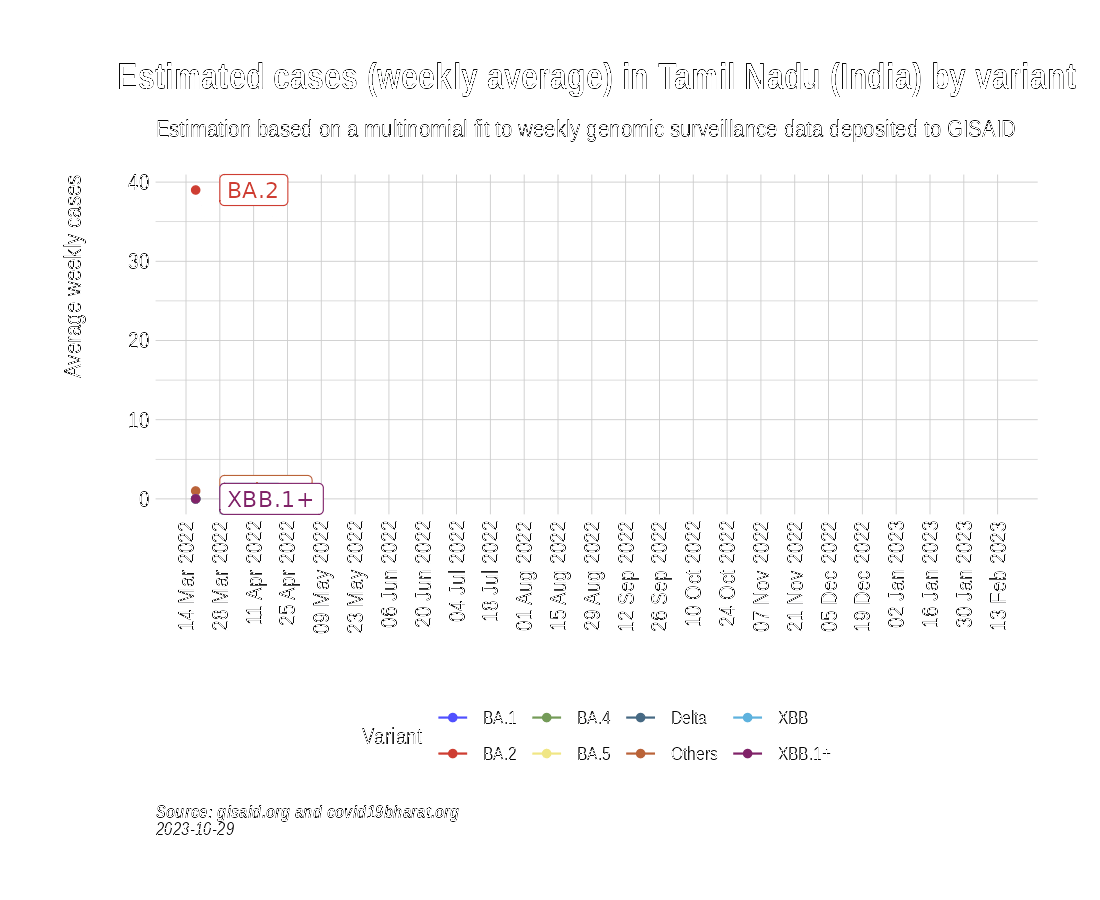 Estimated cases (weekly average) in Tamil Nadu (India) by variant
Estimation based on a multinomial fit to weekly genomic surveillance data deposited to GISAID
Average weekly cases
40
30
20
10
0
BA.2
XBB.1+
14 Mar 2022
28 Mar 2022
11 Apr 2022
25 Apr 2022
09 May 2022
23 May 2022
06 Jun 2022
20 Jun 2022
04 Jul 2022
18 Jul 2022
01 Aug 2022
15 Aug 2022
29 Aug 2022
12 Sep 2022
26 Sep 2022
10 Oct 2022
24 Oct 2022
07 Nov 2022
21 Nov 2022
05 Dec 2022
19 Dec 2022
02 Jan 2023
16 Jan 2023
30 Jan 2023
13 Feb 2023
Variant
BA.1 BA.4 Delta XBB
BA.2 BA.5 Others XBB.1+
Source: gisaid.org and covid19bharat.org
2023-10-29